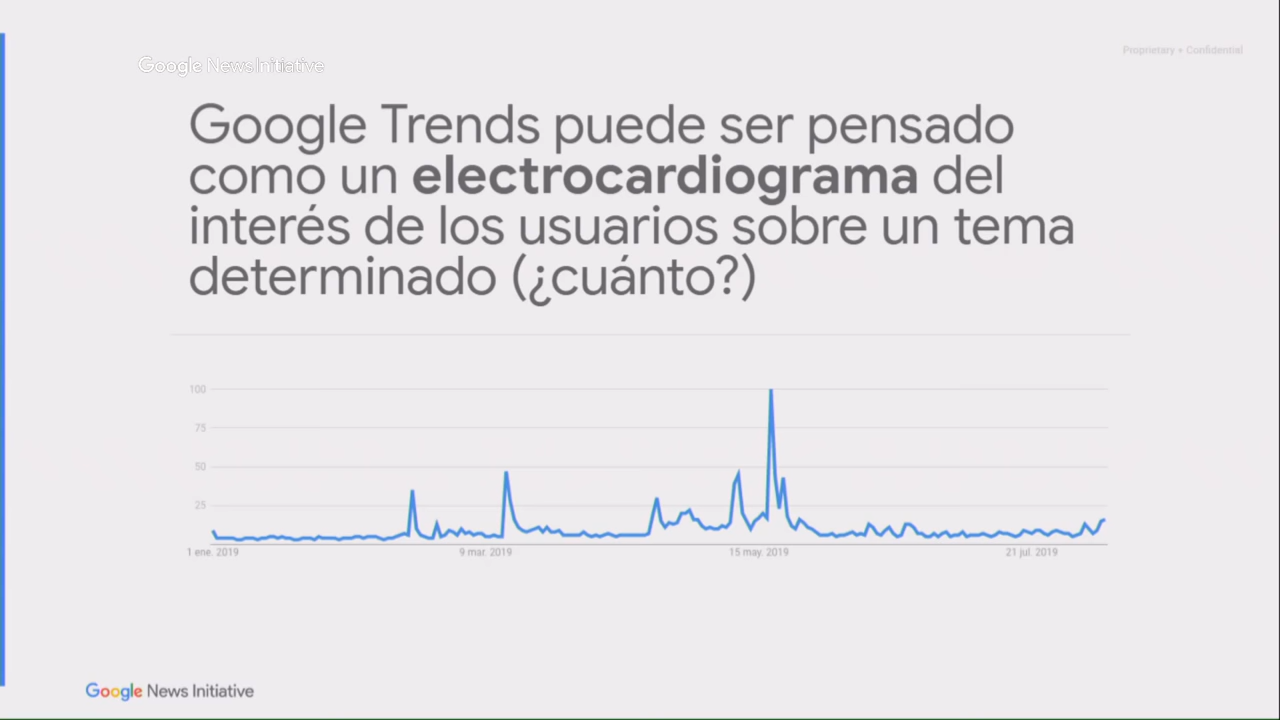 Proprietary + Confidential
Google News Initiative
Google Trends puede ser pensado
como un electrocardiograma del
interés de los usuarios sobre un tema
determinado (¿cuánto?)
100
75
50
25
1 ene. 2019
9 mar. 2019
15 may. 2019
21 jul. 2019
Google News Initiative